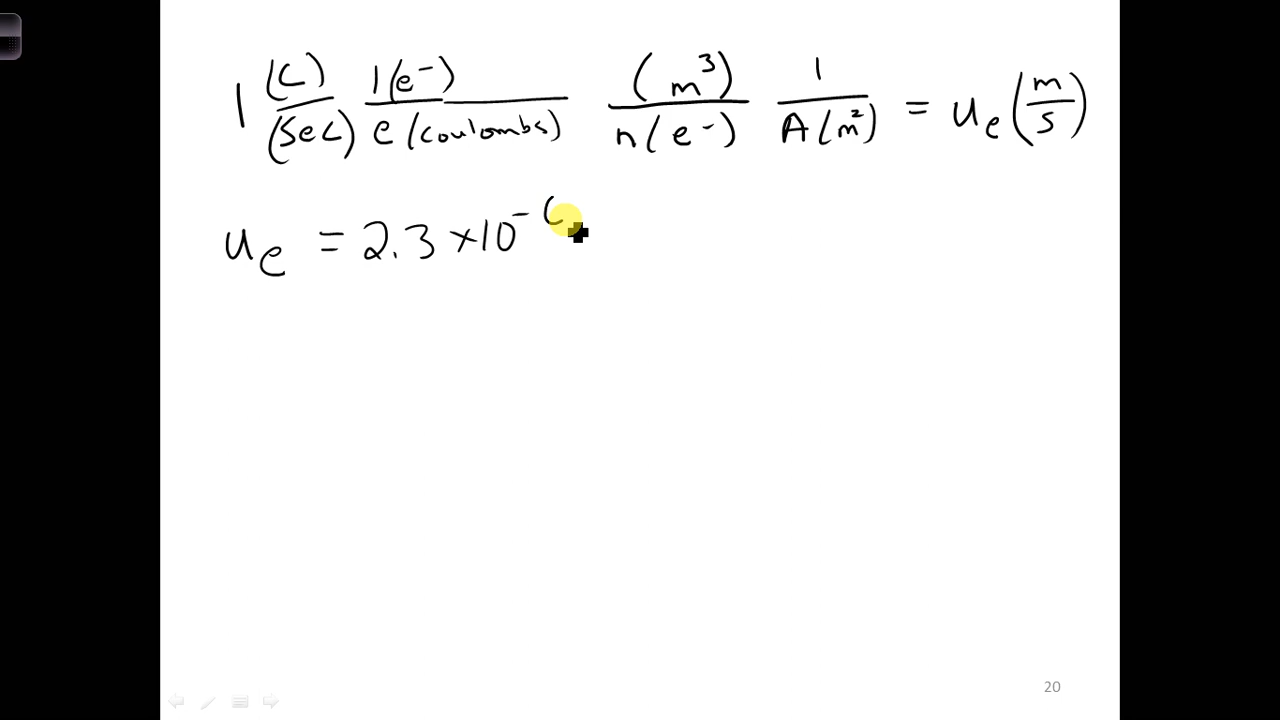 1 (C)/(Sec) 1(e⁻)/e(coulombs) (m³)/n(e⁻) 1/A(m²) = uₑ(m/s)
uₑ = 2.3 ×10⁻
20